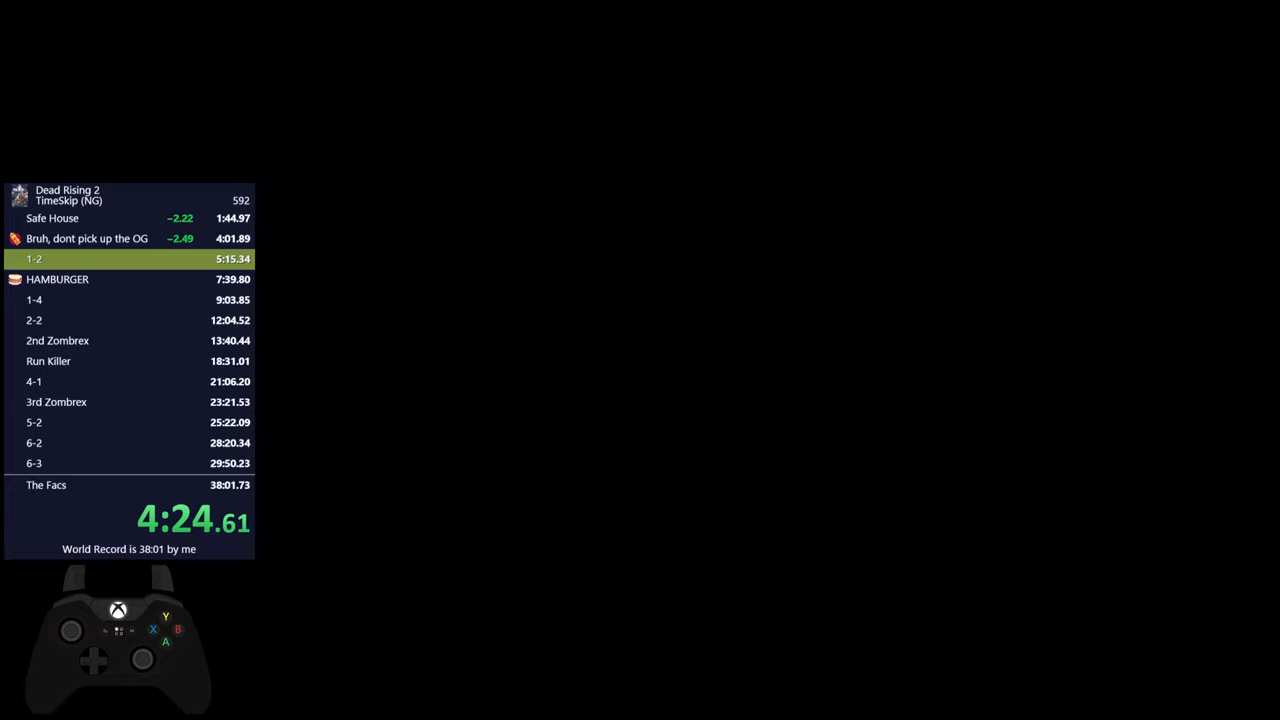 Dead Rising 2
TimeSkip (NG) 592
Safe House −2.22 1:44.97
Bruh, dont pick up the OG −2.49 4:01.89
1-2 5:15.34
HAMBURGER 7:39.80
1-4 9:03.85
2-2 12:04.52
2nd Zombrex 13:40.44
Run Killer 18:31.01
4-1 21:06.20
3rd Zombrex 23:21.53
5-2 25:22.09
6-2 28:20.34
6-3 29:50.23
The Facs 38:01.73
4:24.61
World Record is 38:01 by me
Y
X B
A